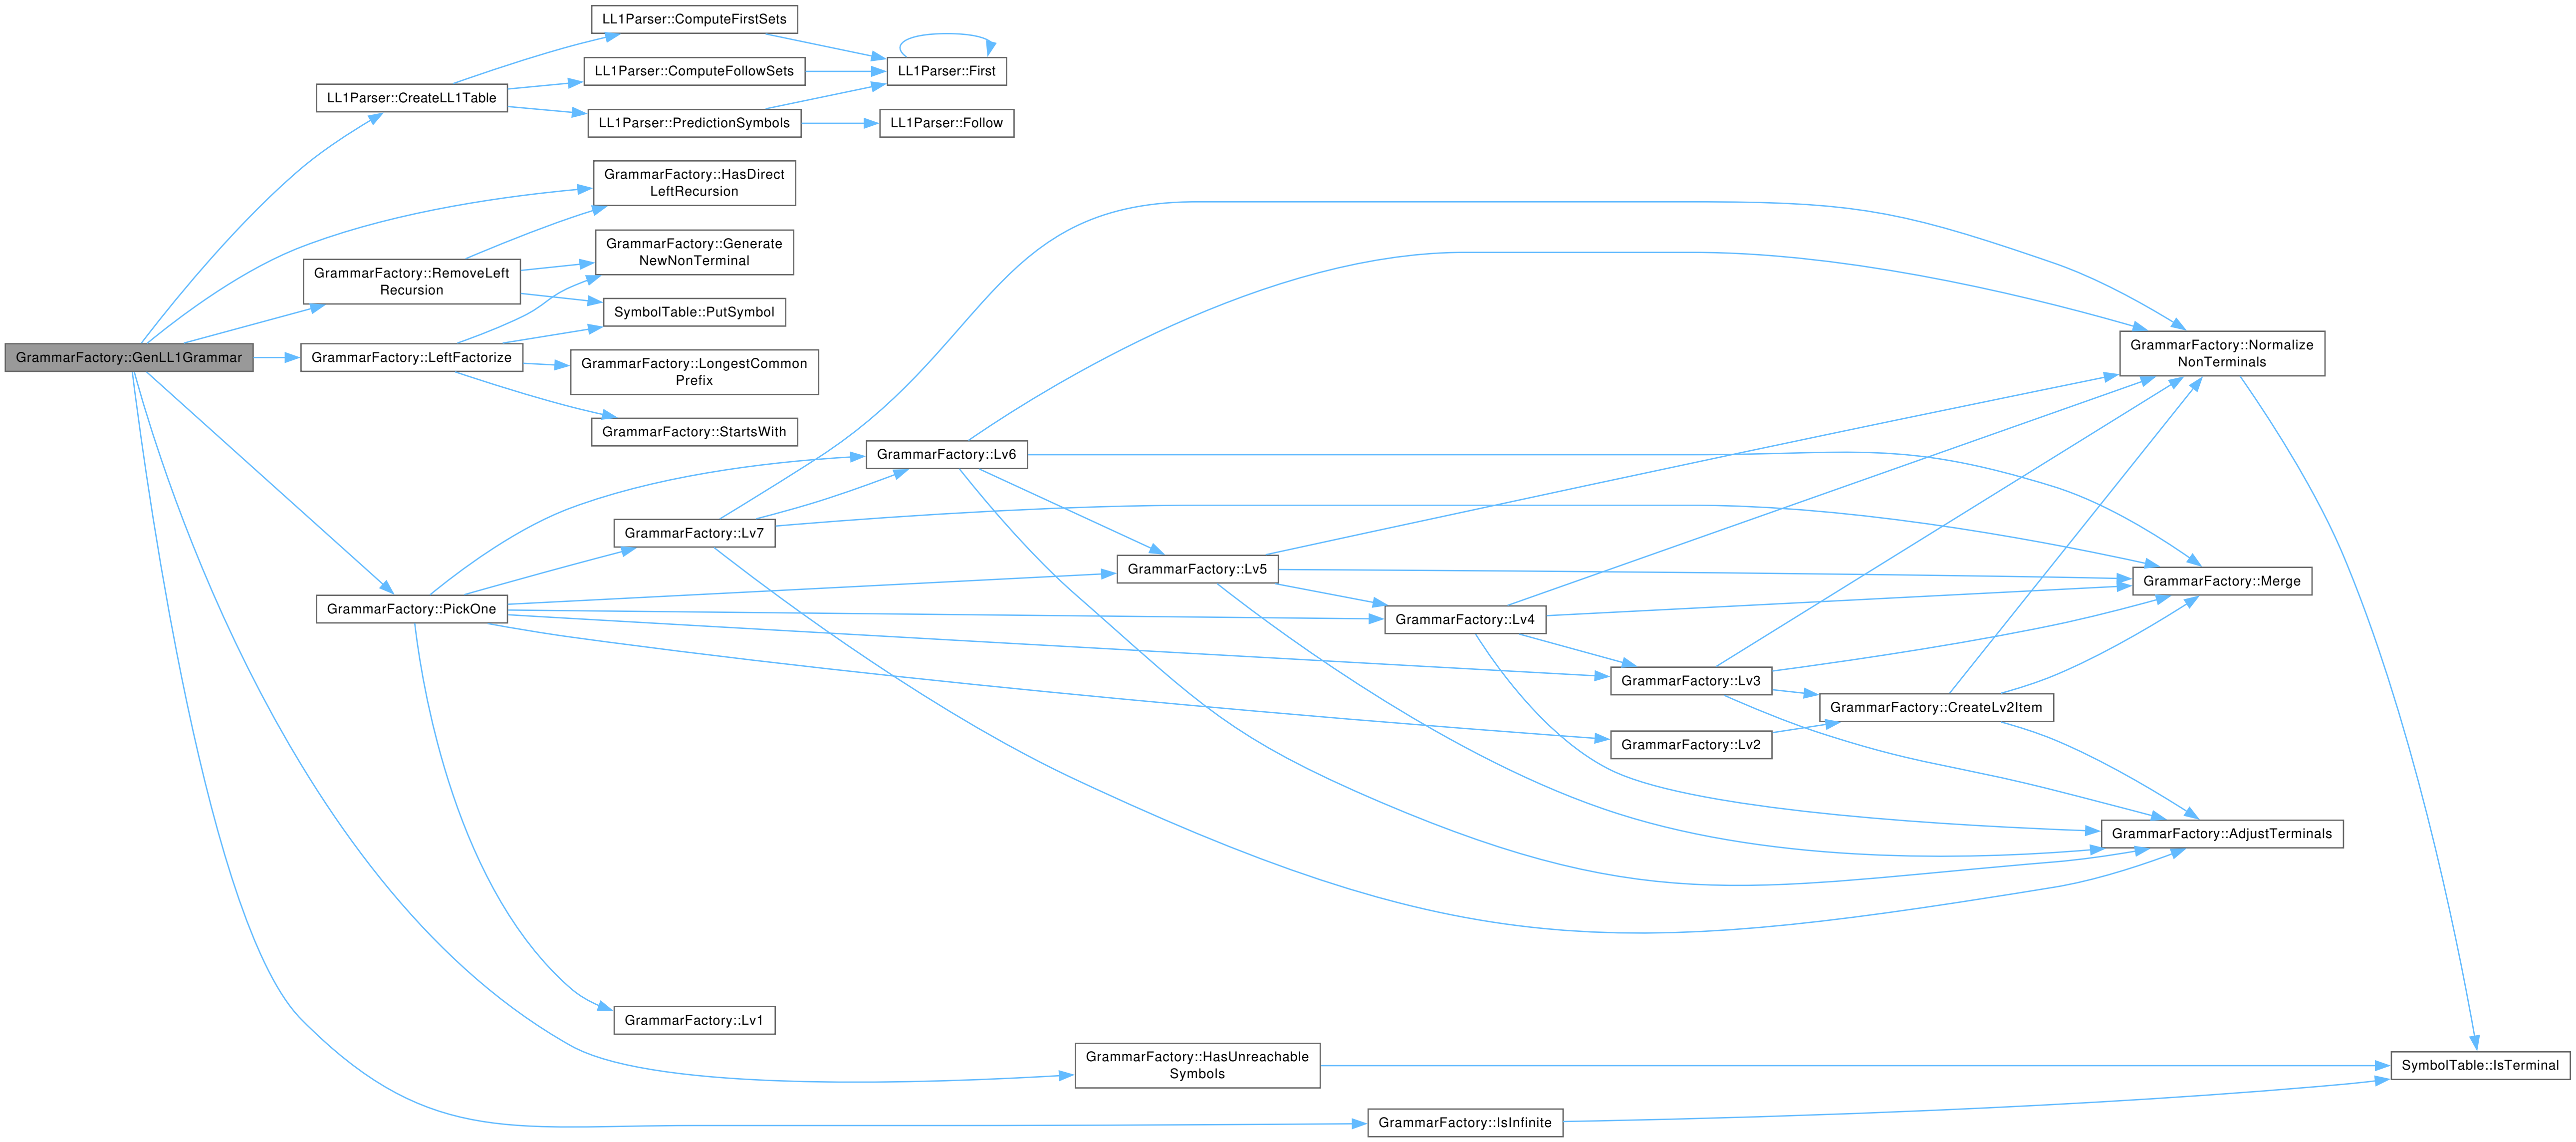 LL1Parser::ComputeFirstSets
LL1Parser::ComputeFollowSets
LL1Parser::First
LL1Parser::CreateLL1Table
LL1Parser::PredictionSymbols
LL1Parser::Follow
GrammarFactory::HasDirect
LeftRecursion
GrammarFactory::Generate
NewNonTerminal
GrammarFactory::RemoveLeft
Recursion
SymbolTable::PutSymbol
GrammarFactory::GenLL1Grammar
GrammarFactory::LeftFactorize
GrammarFactory::LongestCommon
Prefix
GrammarFactory::Normalize
NonTerminals
GrammarFactory::StartsWith
GrammarFactory::Lv6
GrammarFactory::Lv7
GrammarFactory::Lv5
GrammarFactory::Merge
GrammarFactory::PickOne
GrammarFactory::Lv4
GrammarFactory::Lv3
GrammarFactory::CreateLv2Item
GrammarFactory::Lv2
GrammarFactory::AdjustTerminals
GrammarFactory::Lv1
GrammarFactory::HasUnreachable
Symbols
SymbolTable::IsTerminal
GrammarFactory::IsInfinite